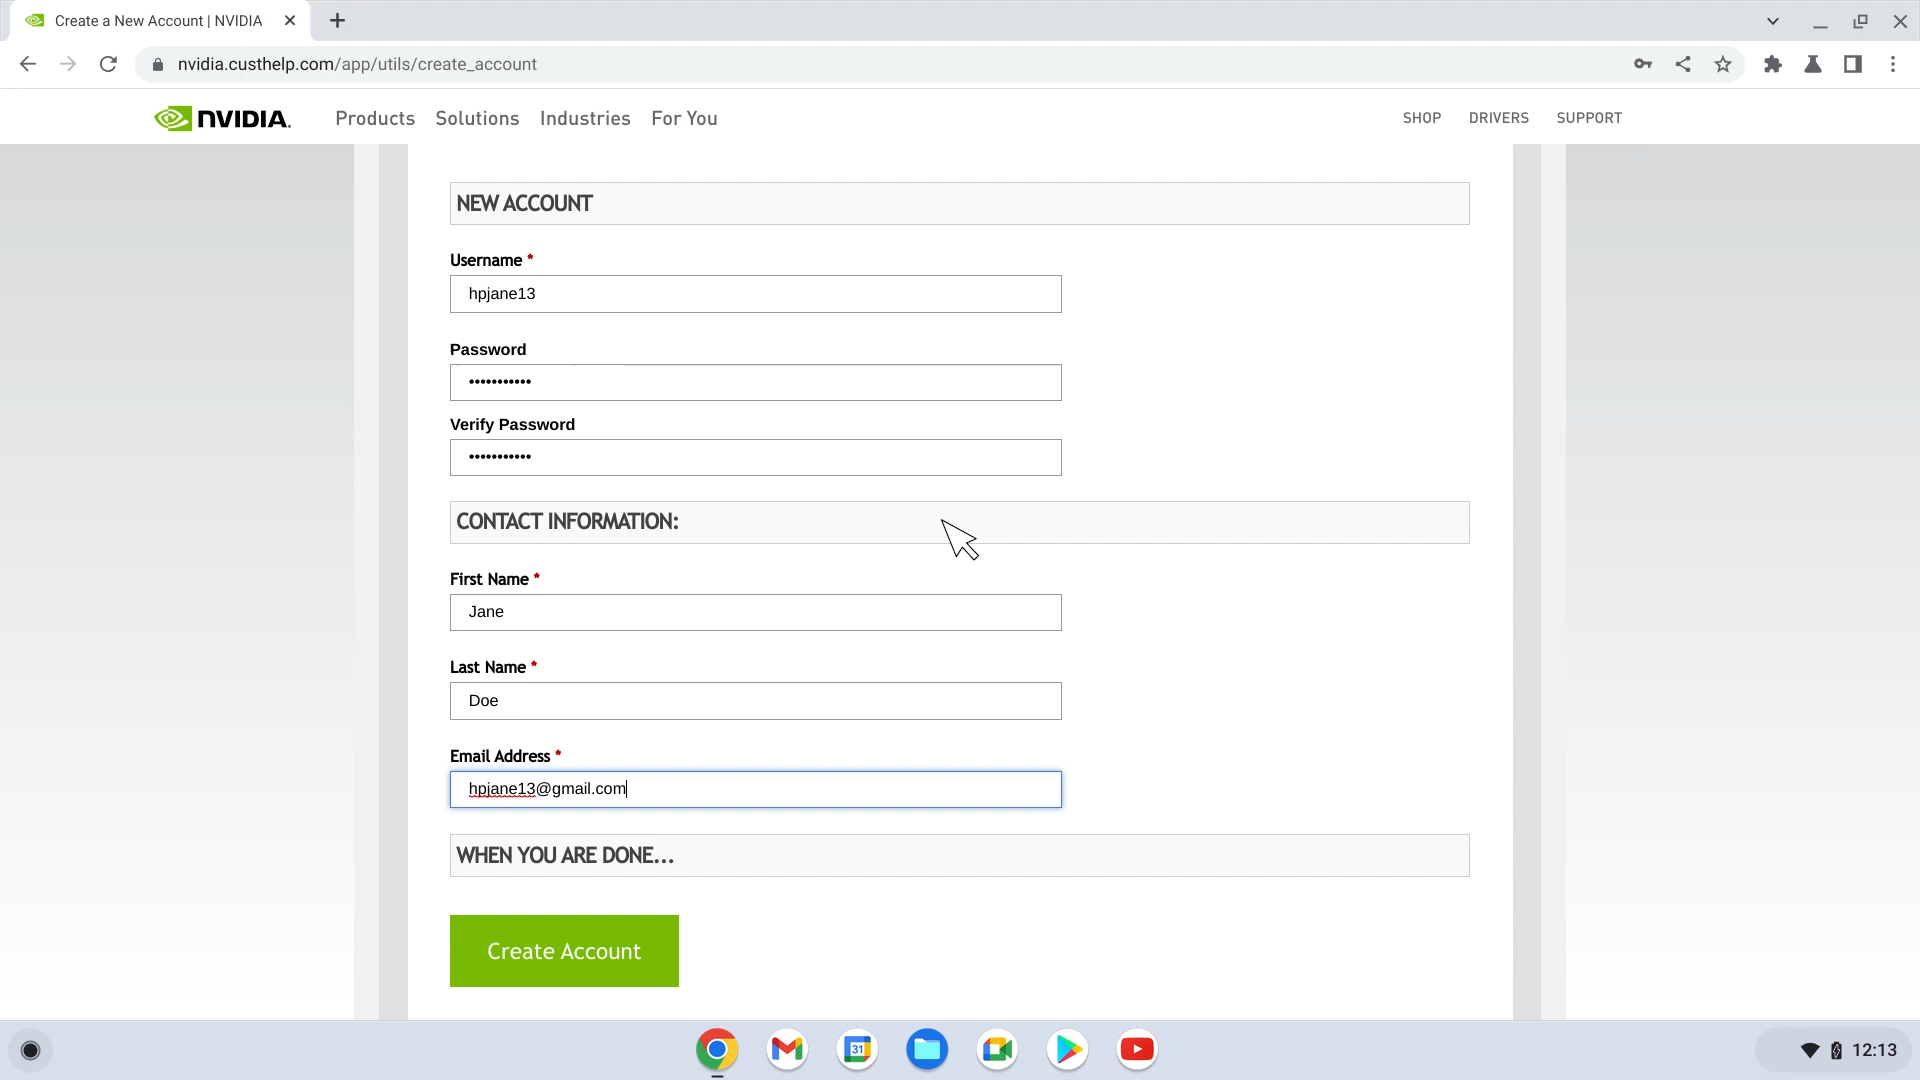 Create a New Account | NVIDIA
nvidia.custhelp.com/app/utils/create_account
NVIDIA. Products Solutions Industries For You SHOP DRIVERS SUPPORT
NEW ACCOUNT
Username *
hpjane13
Password
•••••••••••
Verify Password
•••••••••••
CONTACT INFORMATION:
First Name *
Jane
Last Name *
Doe
Email Address *
hpjane13@gmail.com
WHEN YOU ARE DONE...
Create Account
31
12:13